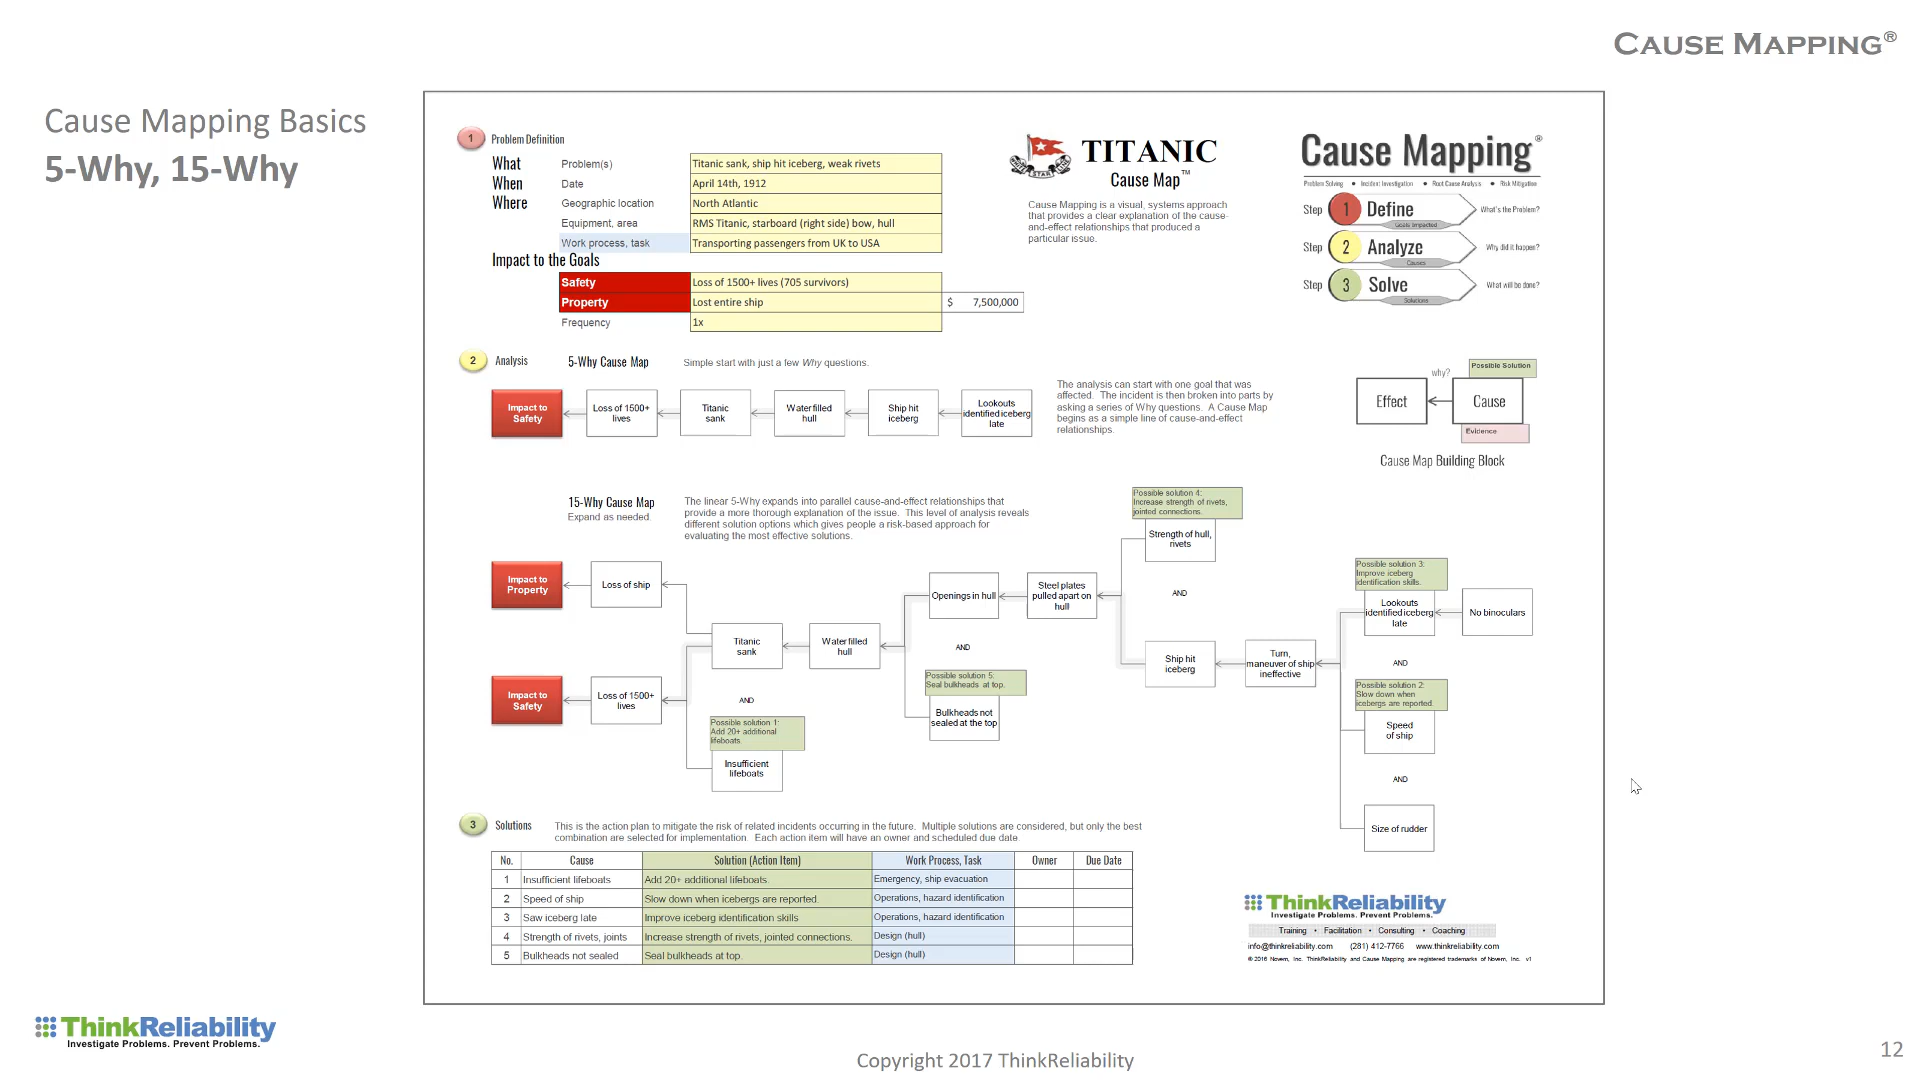 CAUSE MAPPING®
Cause Mapping Basics
5-Why, 15-Why
1 Problem Definition
What Problem(s) Titanic sank, ship hit iceberg, weak rivets
When Date April 14th, 1912
Where Geographic location North Atlantic
Equipment, area RMS Titanic, starboard (right side) bow, hull
Work process, task Transporting passengers from UK to USA
Impact to the Goals
Safety Loss of 1500+ lives (705 survivors)
Property Lost entire ship $ 7,500,000
Frequency 1x
WHITE STAR LINE
TITANIC
Cause Map™
Cause Mapping is a visual, systems approach
that provides a clear explanation of the cause-
and-effect relationships that produced a
particular issue.
Cause Mapping®
Problem Solving • Incident Investigation • Root Cause Analysis • Risk Mitigation
Step 1 Define What's the Problem?
Goals Impacted
Step 2 Analyze Why did it happen?
Causes
Step 3 Solve What will be done?
Solutions
2 Analysis 5-Why Cause Map Simple start with just a few Why questions.
Impact to
Safety
Loss of 1500+
lives
Titanic
sank
Water filled
hull
Ship hit
iceberg
Lookouts
identified iceberg
late
The analysis can start with one goal that was
affected. The incident is then broken into parts by
asking a series of Why questions. A Cause Map
begins as a simple line of cause-and-effect
relationships.
why?
Possible Solution
Effect
Cause
Evidence
Cause Map Building Block
15-Why Cause Map
Expand as needed.
The linear 5-Why expands into parallel cause-and-effect relationships that
provide a more thorough explanation of the issue. This level of analysis reveals
different solution options which gives people a risk-based approach for
evaluating the most effective solutions.
Impact to
Property
Loss of ship
Impact to
Safety
Loss of 1500+
lives
Titanic
sank
AND
Possible solution 1:
Add 20+ additional
lifeboats.
Insufficient
lifeboats
Water filled
hull
Openings in hull
AND
Possible solution 5:
Seal bulkheads at top.
Bulkheads not
sealed at the top
Steel plates
pulled apart on
hull
Possible solution 4:
Increase strength of rivets,
jointed connections.
Strength of hull,
rivets
AND
Ship hit
iceberg
Turn,
maneuver of ship
ineffective
Possible solution 3:
Improve iceberg
identification skills.
Lookouts
identified iceberg
late
No binoculars
AND
Possible solution 2:
Slow down when
icebergs are reported.
Speed
of ship
AND
Size of rudder
3 Solutions
This is the action plan to mitigate the risk of related incidents occurring in the future. Multiple solutions are considered, but only the best
combination are selected for implementation. Each action item will have an owner and scheduled due date.
No. Cause Solution (Action Item) Work Process, Task Owner Due Date
1 Insufficient lifeboats Add 20+ additional lifeboats. Emergency, ship evacuation
2 Speed of ship Slow down when icebergs are reported. Operations, hazard identification
3 Saw iceberg late Improve iceberg identification skills Operations, hazard identification
4 Strength of rivets, joints Increase strength of rivets, jointed connections. Design (hull)
5 Bulkheads not sealed Seal bulkheads at top. Design (hull)
ThinkReliability
Investigate Problems. Prevent Problems.
Training • Facilitation • Consulting • Coaching
info@thinkreliability.com (281) 412-7766 www.thinkreliability.com
© 2016 Novem, Inc. ThinkReliability and Cause Mapping are registered trademarks of Novem, Inc. v1
ThinkReliability
Investigate Problems. Prevent Problems.
Copyright 2017 ThinkReliability
12